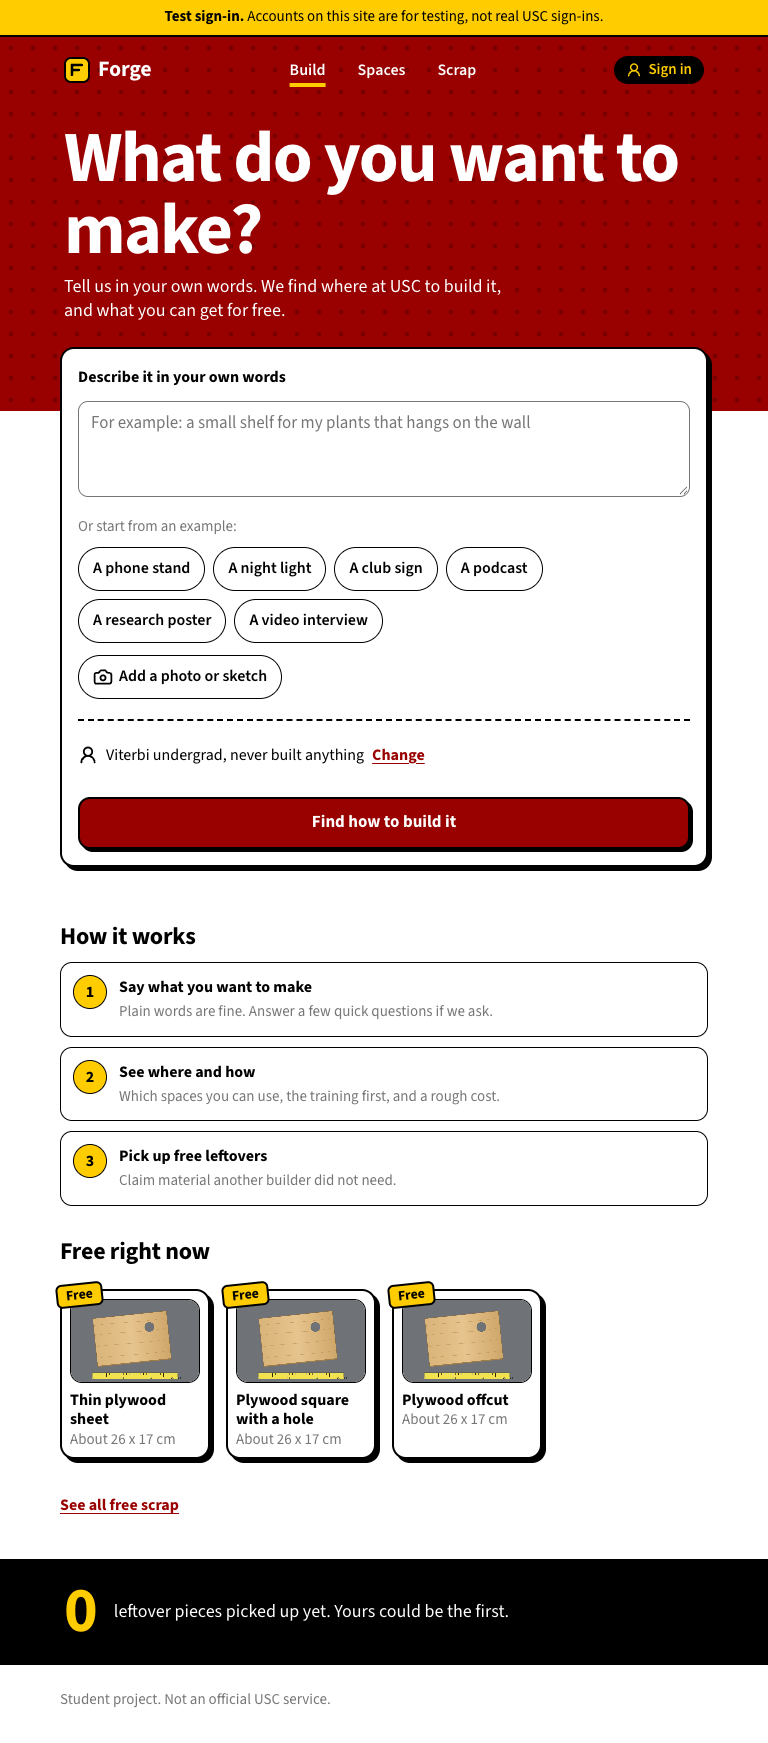 Test sign-in. Accounts on this site are for testing, not real USC sign-ins.
F Forge
Build
Spaces
Scrap
Sign in
What do you want to
make?
Tell us in your own words. We find where at USC to build it,
and what you can get for free.
Describe it in your own words
For example: a small shelf for my plants that hangs on the wall
Or start from an example:
A phone stand
A night light
A club sign
A podcast
A research poster
A video interview
Add a photo or sketch
Viterbi undergrad, never built anything Change
Find how to build it
How it works
1
Say what you want to make
Plain words are fine. Answer a few quick questions if we ask.
2
See where and how
Which spaces you can use, the training first, and a rough cost.
3
Pick up free leftovers
Claim material another builder did not need.
Free right now
Free
Thin plywood
sheet
About 26 x 17 cm
Free
Plywood square
with a hole
About 26 x 17 cm
Free
Plywood offcut
About 26 x 17 cm
See all free scrap
0 leftover pieces picked up yet. Yours could be the first.
Student project. Not an official USC service.